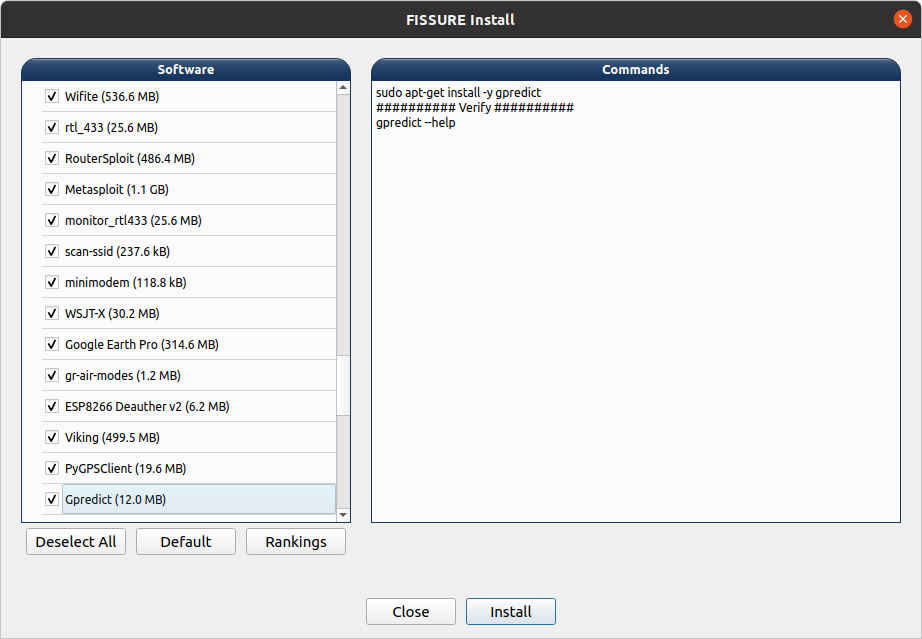 FISSURE Install
Software
Wifite (536.6 MB)
rtl_433 (25.6 MB)
RouterSploit (486.4 MB)
Metasploit (1.1 GB)
monitor_rtl433 (25.6 MB)
scan-ssid (237.6 kB)
minimodem (118.8 kB)
WSJT-X (30.2 MB)
Google Earth Pro (314.6 MB)
gr-air-modes (1.2 MB)
ESP8266 Deauther v2 (6.2 MB)
Viking (499.5 MB)
PyGPSClient (19.6 MB)
Gpredict (12.0 MB)
Deselect All
Default
Rankings
Commands
sudo apt-get install -y gpredict
########## Verify ##########
gpredict --help
Close
Install